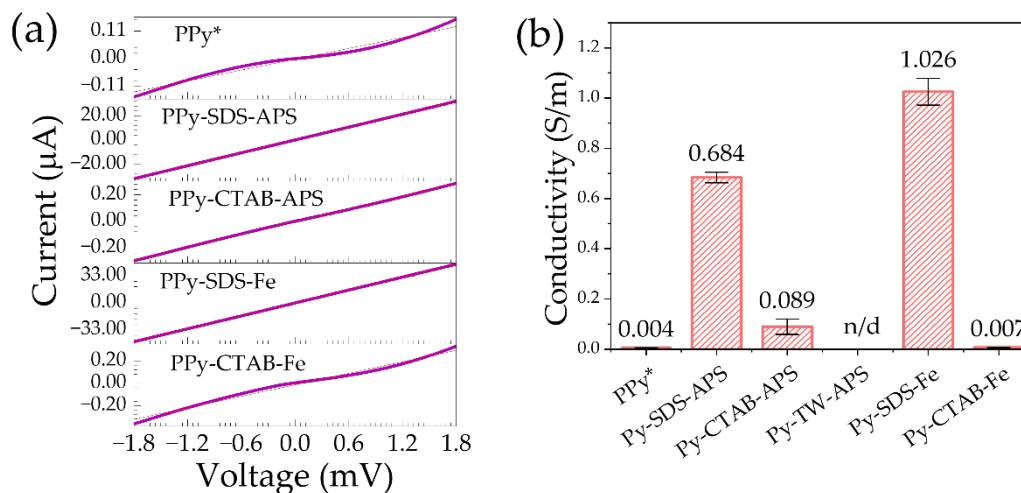 (a)
Current (µA)
PPy*
0.11
0.00
−0.11
PPy-SDS-APS
20.00
0.00
−20.00
PPy-CTAB-APS
0.20
0.00
−0.20
PPy-SDS-Fe
33.00
0.00
−33.00
PPy-CTAB-Fe
0.20
0.00
−0.20
−1.8 −1.2 −0.6 0.0 0.6 1.2 1.8
Voltage (mV)
(b)
Conductivity (S/m)
1.2
1.0
0.8
0.6
0.4
0.2
0.0
0.004
0.684
0.089
n/d
1.026
0.007
PPy*
Py-SDS-APS
Py-CTAB-APS
Py-TW-APS
Py-SDS-Fe
Py-CTAB-Fe